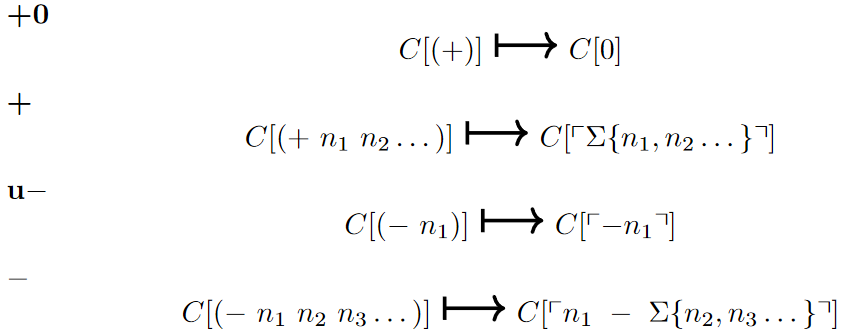 +0
C[(+)] ⟼ C[0]
+
C[(+ n₁ n₂ …)] ⟼ C[⌜Σ{n₁, n₂ …}⌝]
u−
C[(− n₁)] ⟼ C[⌜−n₁⌝]
−
C[(− n₁ n₂ n₃ …)] ⟼ C[⌜n₁ − Σ{n₂, n₃ …}⌝]